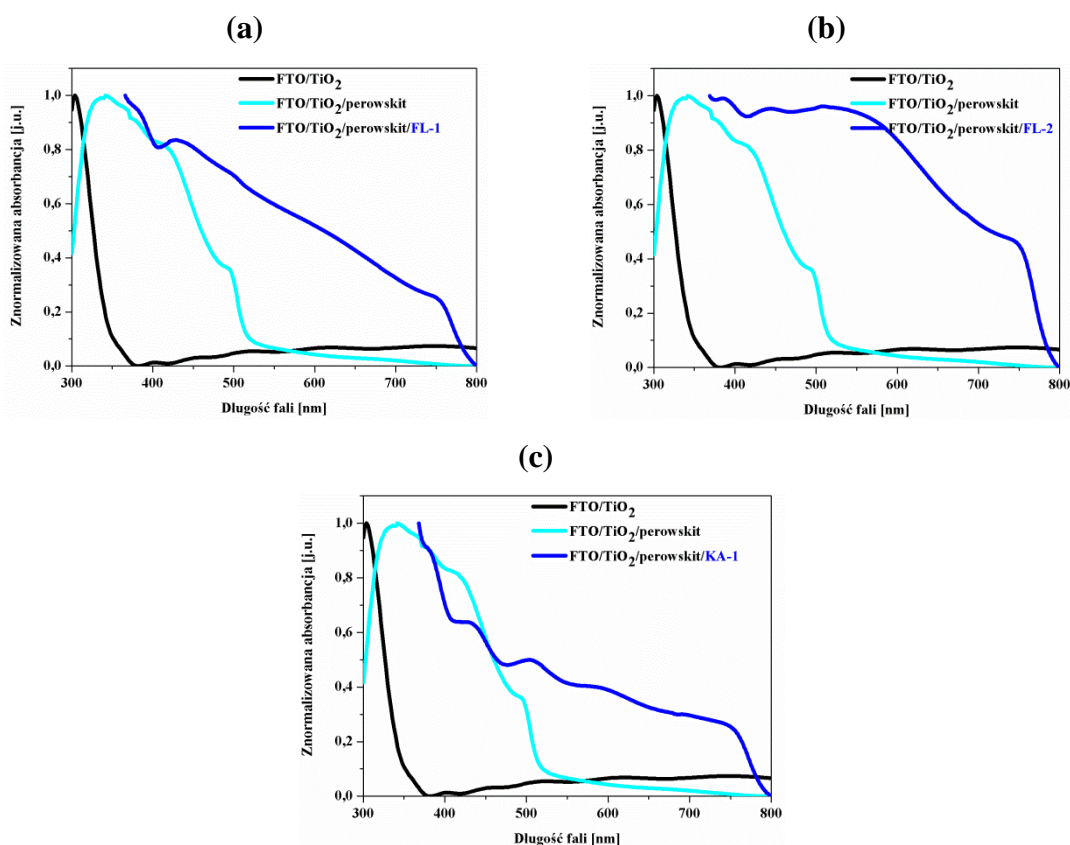 (a)
FTO/TiO2
FTO/TiO2/perowskit
FTO/TiO2/perowskit/FL-1
Znormalizowana absorbancja [j.u.]
1,0
0,8
0,6
0,4
0,2
0,0
300 400 500 600 700 800
Długość fali [nm]
(b)
FTO/TiO2
FTO/TiO2/perowskit
FTO/TiO2/perowskit/FL-2
Znormalizowana absorbancja [j.u.]
1,0
0,8
0,6
0,4
0,2
0,0
300 400 500 600 700 800
Długość fali [nm]
(c)
FTO/TiO2
FTO/TiO2/perowskit
FTO/TiO2/perowskit/KA-1
Znormalizowana absorbancja [j.u.]
1,0
0,8
0,6
0,4
0,2
0,0
300 400 500 600 700 800
Długość fali [nm]